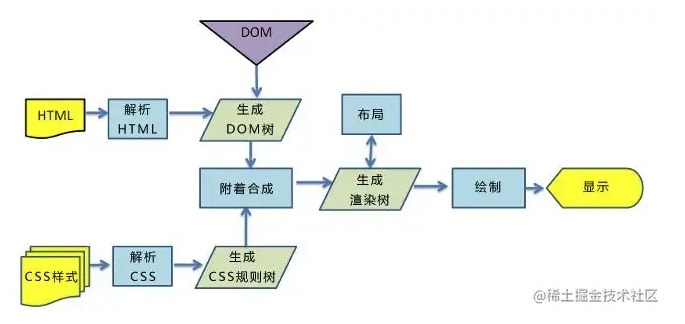 DOM
HTML
解析
HTML
生成
DOM树
布局
附着合成
生成
渲染树
绘制
显示
CSS样式
解析
CSS
生成
CSS规则树
@稀土掘金技术社区